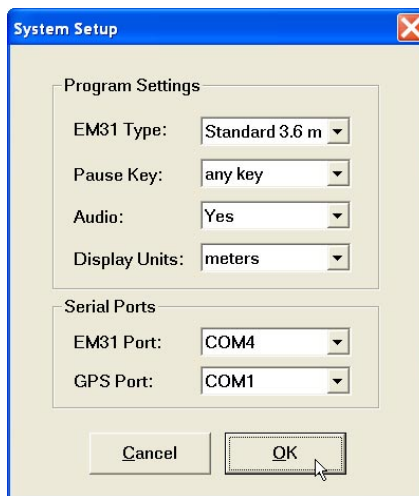 System Setup
Program Settings
EM31 Type: Standard 3.6 m
Pause Key: any key
Audio: Yes
Display Units: meters
Serial Ports
EM31 Port: COM4
GPS Port: COM1
Cancel OK